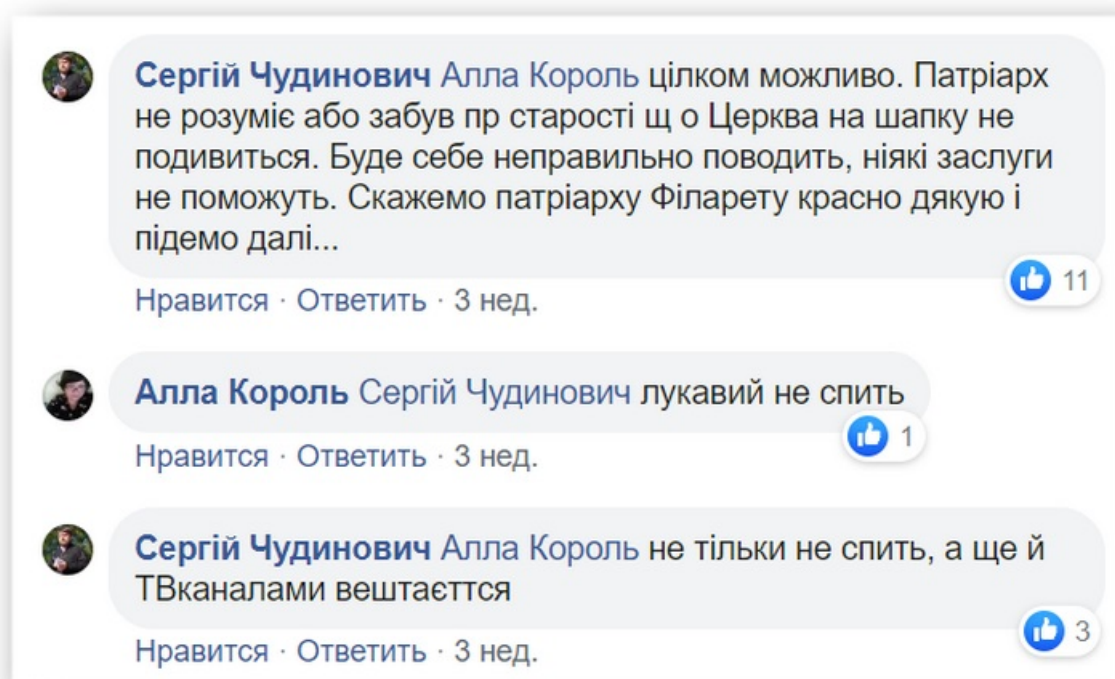 Сергій Чудинович Алла Король цілком можливо. Патріарх
не розуміє або забув пр старості щ о Церква на шапку не
подивиться. Буде себе неправильно поводить, ніякі заслуги
не поможуть. Скажемо патріарху Філарету красно дякую і
підемо далі...
11
Нравится · Ответить · 3 нед.
Алла Король Сергій Чудинович лукавий не спить
1
Нравится · Ответить · 3 нед.
Сергій Чудинович Алла Король не тільки не спить, а ще й
ТВканалами вештаєттся
3
Нравится · Ответить · 3 нед.